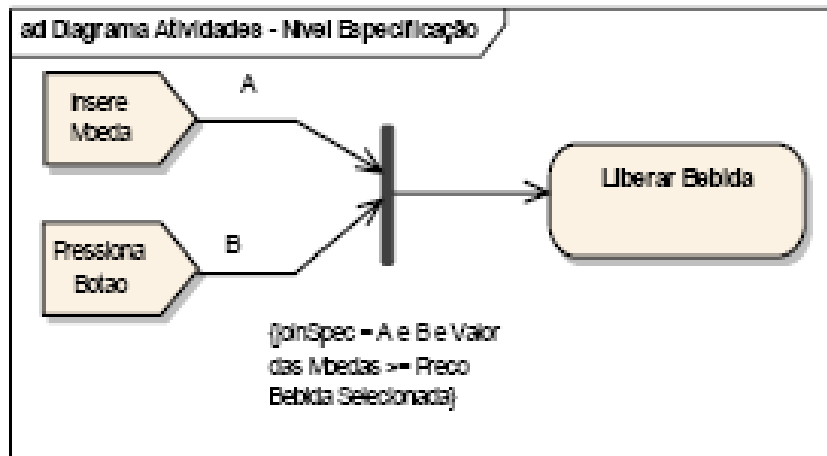 ad Diagrama Atividades - Nivel Especificação
Insere
Moeda
A
Pressiona
Botao
B
Liberar Bebida
{joinSpec = A e B e Valor
das Moedas >= Preco
Bebida Selecionada}